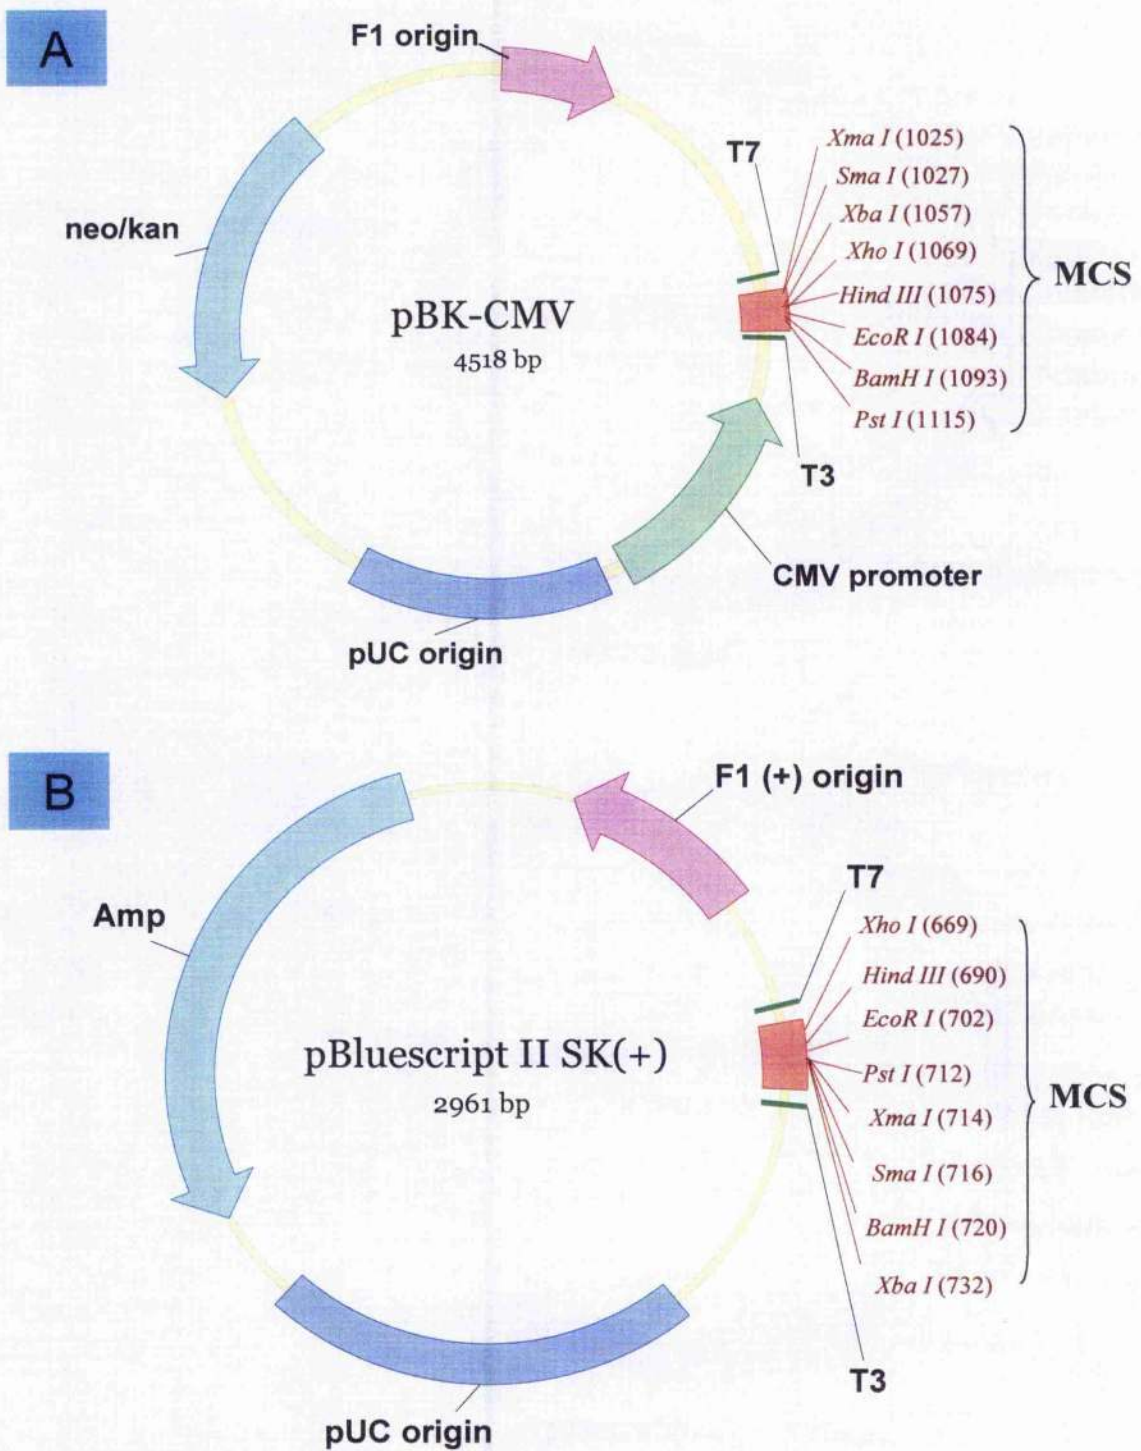 A
F1 origin
T7
Xma I (1025)
Sma I (1027)
Xba I (1057)
Xho I (1069)
Hind III (1075)
EcoR I (1084)
BamH I (1093)
Pst I (1115)
MCS
neo/kan
pBK-CMV
4518 bp
T3
CMV promoter
pUC origin
B
F1 (+) origin
T7
Amp
Xho I (669)
Hind III (690)
EcoR I (702)
Pst I (712)
Xma I (714)
Sma I (716)
BamH I (720)
Xba I (732)
MCS
pBluescript II SK(+)
2961 bp
T3
pUC origin